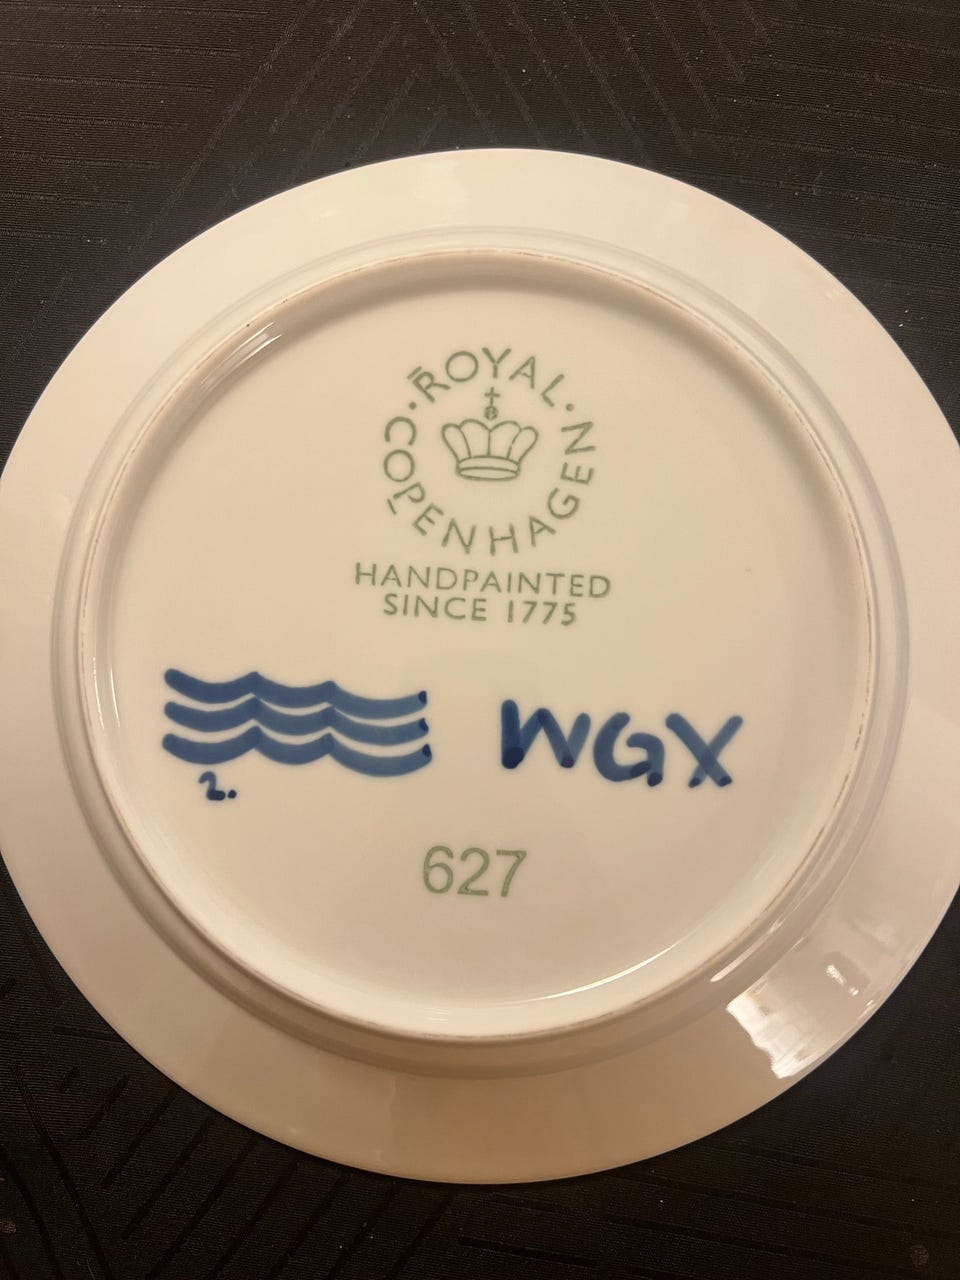 ROYAL
COPENHAGEN
HANDPAINTED
SINCE 1775
WGX
2.
627